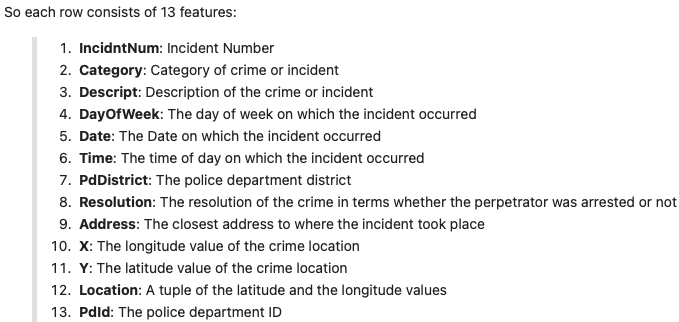 So each row consists of 13 features:
1. IncidntNum: Incident Number
2. Category: Category of crime or incident
3. Descript: Description of the crime or incident
4. DayOfWeek: The day of week on which the incident occurred
5. Date: The Date on which the incident occurred
6. Time: The time of day on which the incident occurred
7. PdDistrict: The police department district
8. Resolution: The resolution of the crime in terms whether the perpetrator was arrested or not
9. Address: The closest address to where the incident took place
10. X: The longitude value of the crime location
11. Y: The latitude value of the crime location
12. Location: A tuple of the latitude and the longitude values
13. PdId: The police department ID